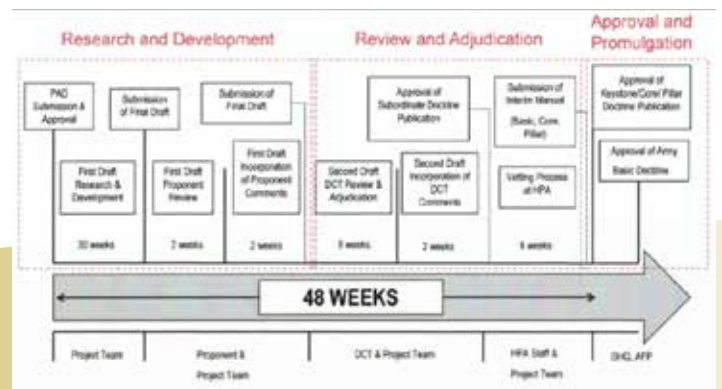 Research and Development
Review and Adjudication
Approval and
Promulgation
PAD
Submission &
Approval
Submission
of Final Draft
Submission of
Final Draft
Approval of
Subordinate Doctrine
Publication
Submission of
Interim Manual
(Basic, Core,
Pillar)
Approval of
Keystone/Core/ Pillar
Doctrine Publication
First Draft
Research &
Development
First Draft
Proponent
Review
First Draft
Incorporation
of Proponent
Comments
Second Draft
DCT Review &
Adjudication
Second Draft
Incorporation of
DCT
Comments
Vetting Process
at HPA
Approval of Army
Basic Doctrine
30 weeks
2 weeks
2 weeks
2 weeks
48 WEEKS
Project Team
Proponent &
Project Team
DCT & Project Team
HPA Staff &
Project Team
GHQ, AFP